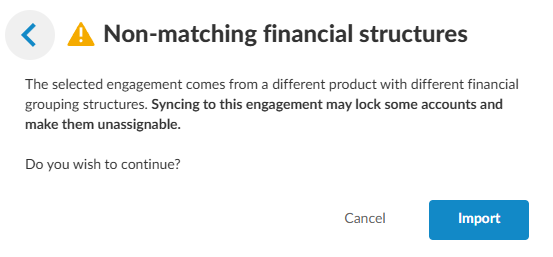 Non-matching financial structures
The selected engagement comes from a different product with different financial
grouping structures. Syncing to this engagement may lock some accounts and
make them unassignable.
Do you wish to continue?
Cancel
Import